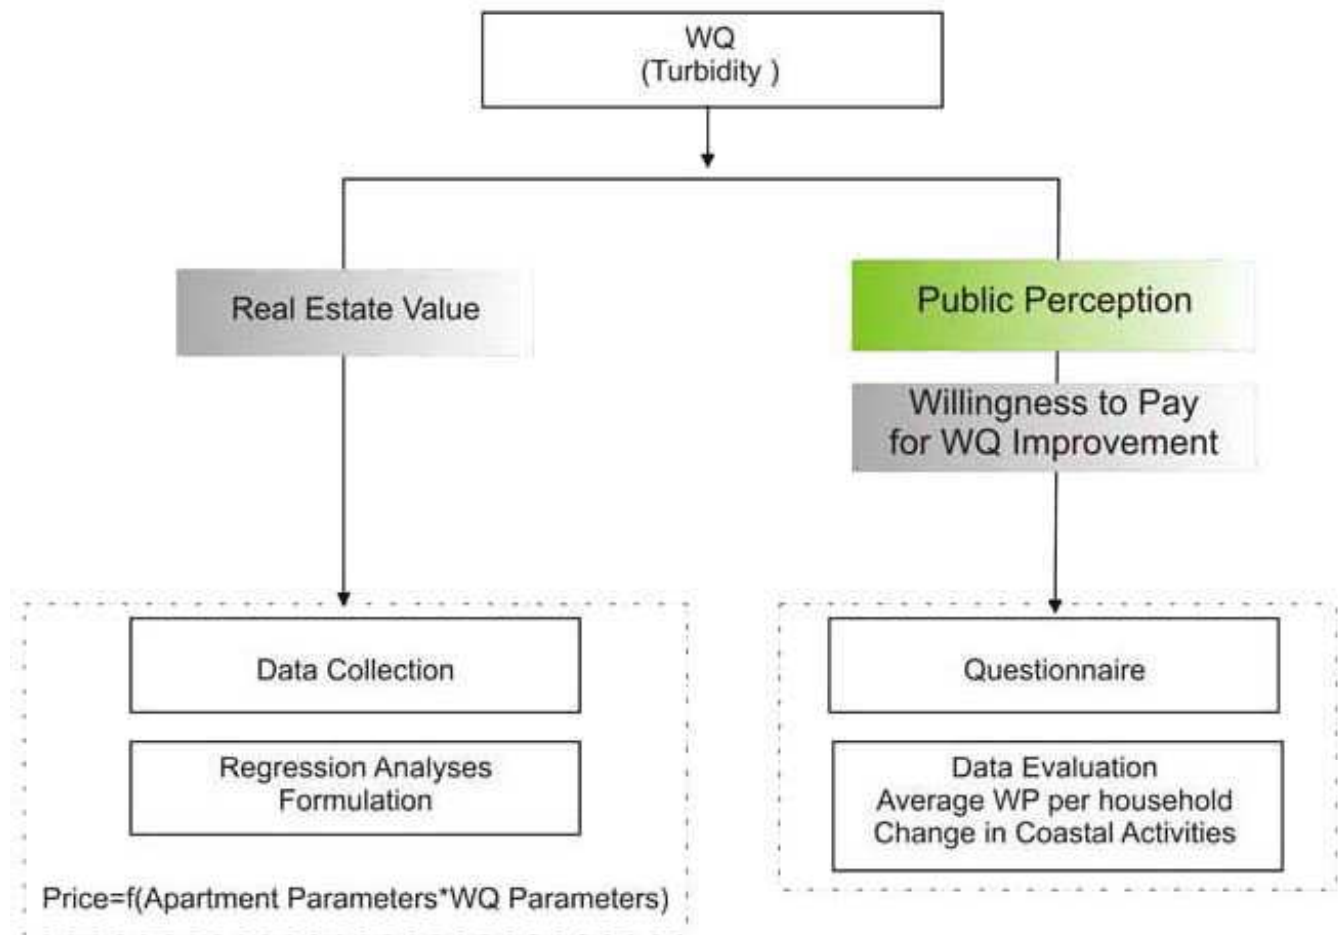 WQ
(Turbidity )
Real Estate Value
Public Perception
Willingness to Pay
for WQ Improvement
Data Collection
Regression Analyses
Formulation
Price=f(Apartment Parameters*WQ Parameters)
Questionnaire
Data Evaluation
Average WP per household
Change in Coastal Activities